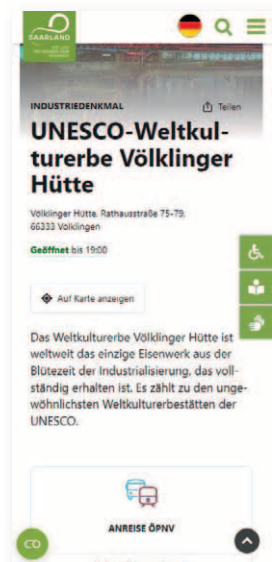 SAARLAND
INDUSTRIEDENKMAL
Teilen
UNESCO-Weltkul-
turerbe Völklinger
Hütte
Völklinger Hütte, Rathausstraße 75-79,
66333 Völklingen
Geöffnet bis 19:00
Auf Karte anzeigen
Das Weltkulturerbe Völklinger Hütte ist
weltweit das einzige Eisenwerk aus der
Blütezeit der Industrialisierung, das voll-
ständig erhalten ist. Es zählt zu den unge-
wöhnlichsten Weltkulturerbestätten der
UNESCO.
ANREISE ÖPNV